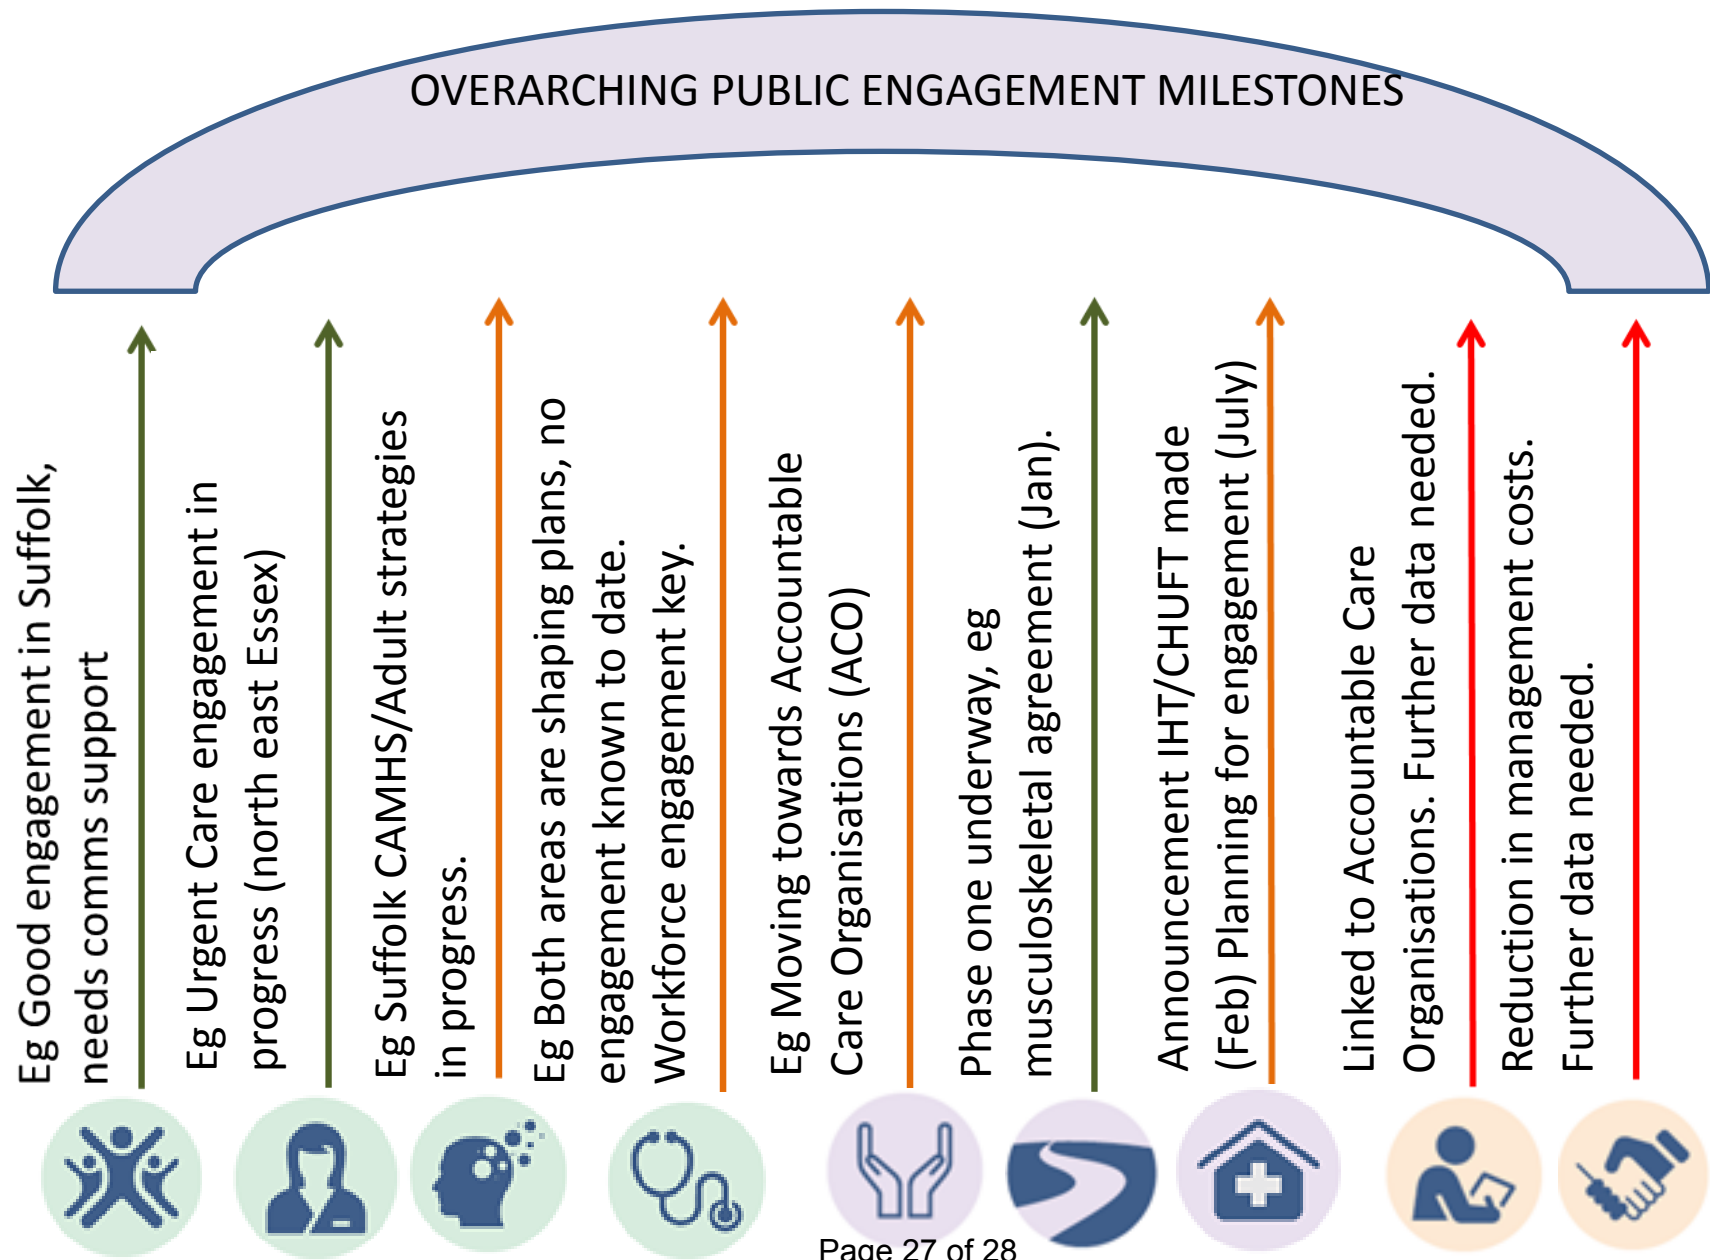 OVERARCHING PUBLIC ENGAGEMENT MILESTONES
Eg Good engagement in Suffolk,
needs comms support
Eg Urgent Care engagement in
progress (north east Essex)
Eg Suffolk CAMHS/Adult strategies
in progress.
Eg Both areas are shaping plans, no
engagement known to date.
Workforce engagement key.
Eg Moving towards Accountable
Care Organisations (ACO)
Phase one underway, eg
musculoskeletal agreement (Jan).
Announcement IHT/CHUFT made
(Feb) Planning for engagement (July)
Linked to Accountable Care
Organisations. Further data needed.
Reduction in management costs.
Further data needed.
Page 27 of 28